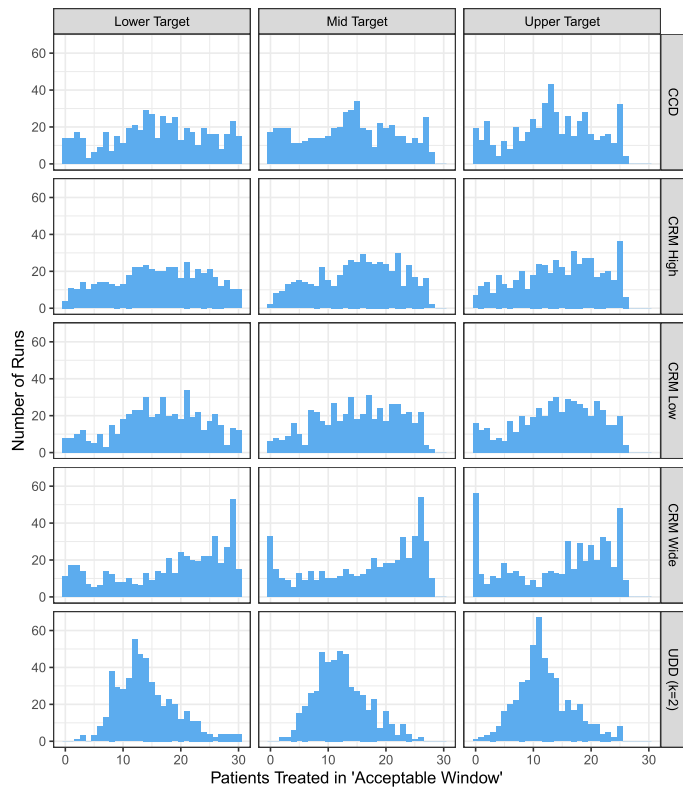 Lower Target Mid Target Upper Target
60
40
20
0
CCD
60
40
20
0
CRM High
60
40
20
0
CRM Low
60
40
20
0
CRM Wide
60
40
20
0
UDD (k=2)
0 10 20 30 0 10 20 30 0 10 20 30
Patients Treated in 'Acceptable Window'
Number of Runs